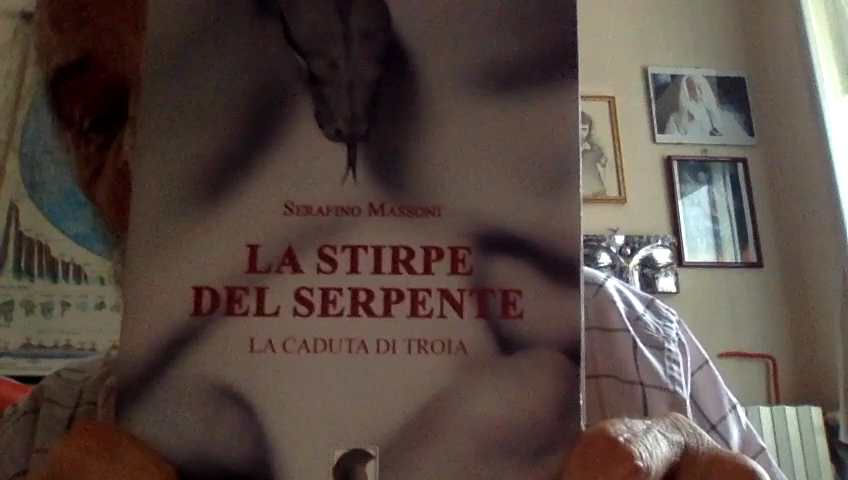 Serafino Massoni
LA STIRPE
DEL SERPENTE
LA CADUTA DI TROIA